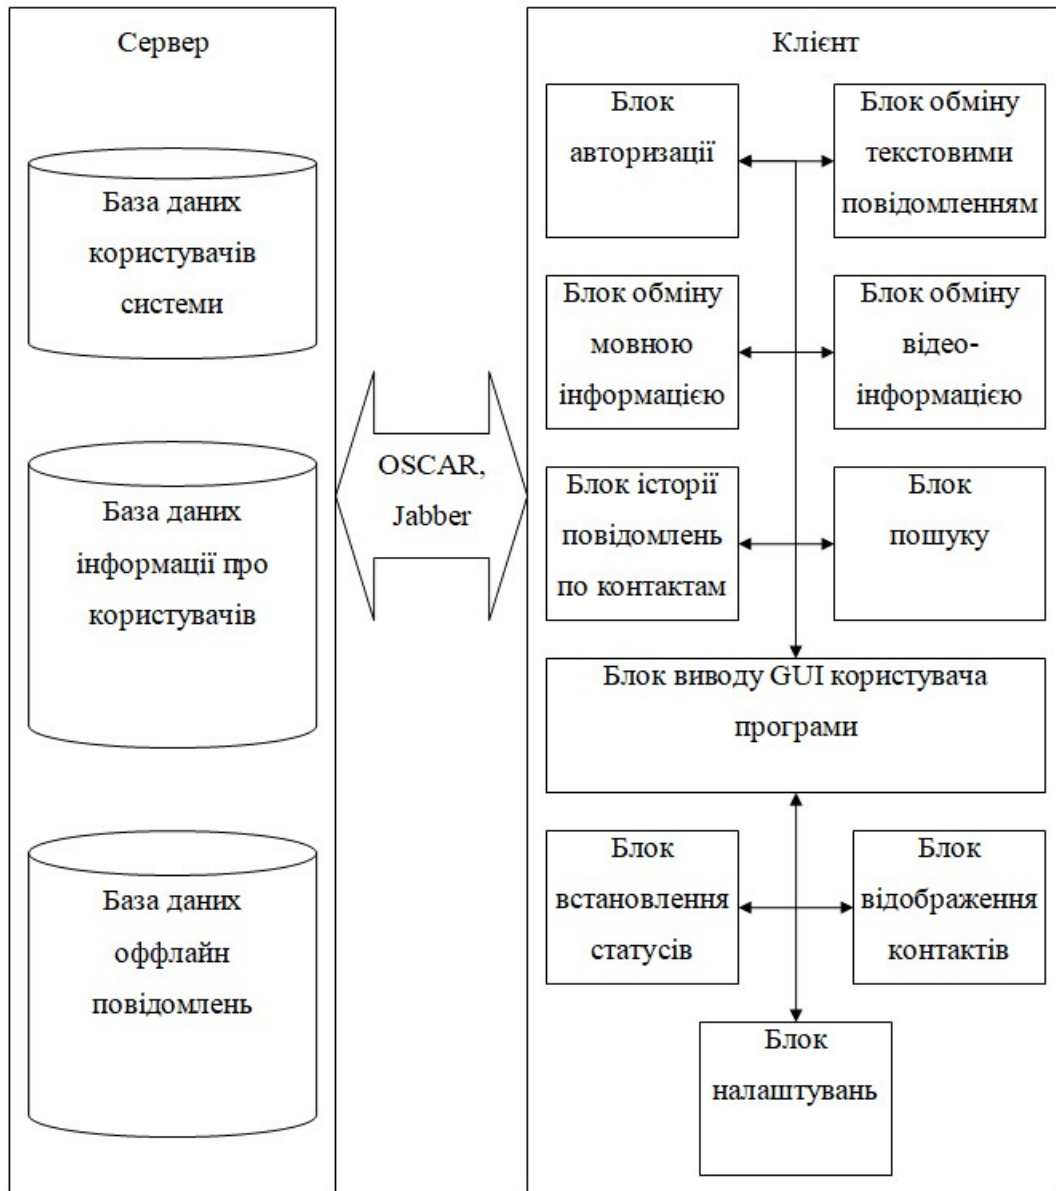 Сервер
База даних
користувачів
системи
База даних
інформації про
користувачів
База даних
оффлайн
повідомлень
OSCAR,
Jabber
Клієнт
Блок
авторизації
Блок обміну
текстовими
повідомленням
Блок обміну
мовною
інформацією
Блок обміну
відео-
інформацією
Блок історії
повідомлень
по контактам
Блок
пошуку
Блок виводу GUI користувача
програми
Блок
встановлення
статусів
Блок
відображення
контактів
Блок
налаштувань